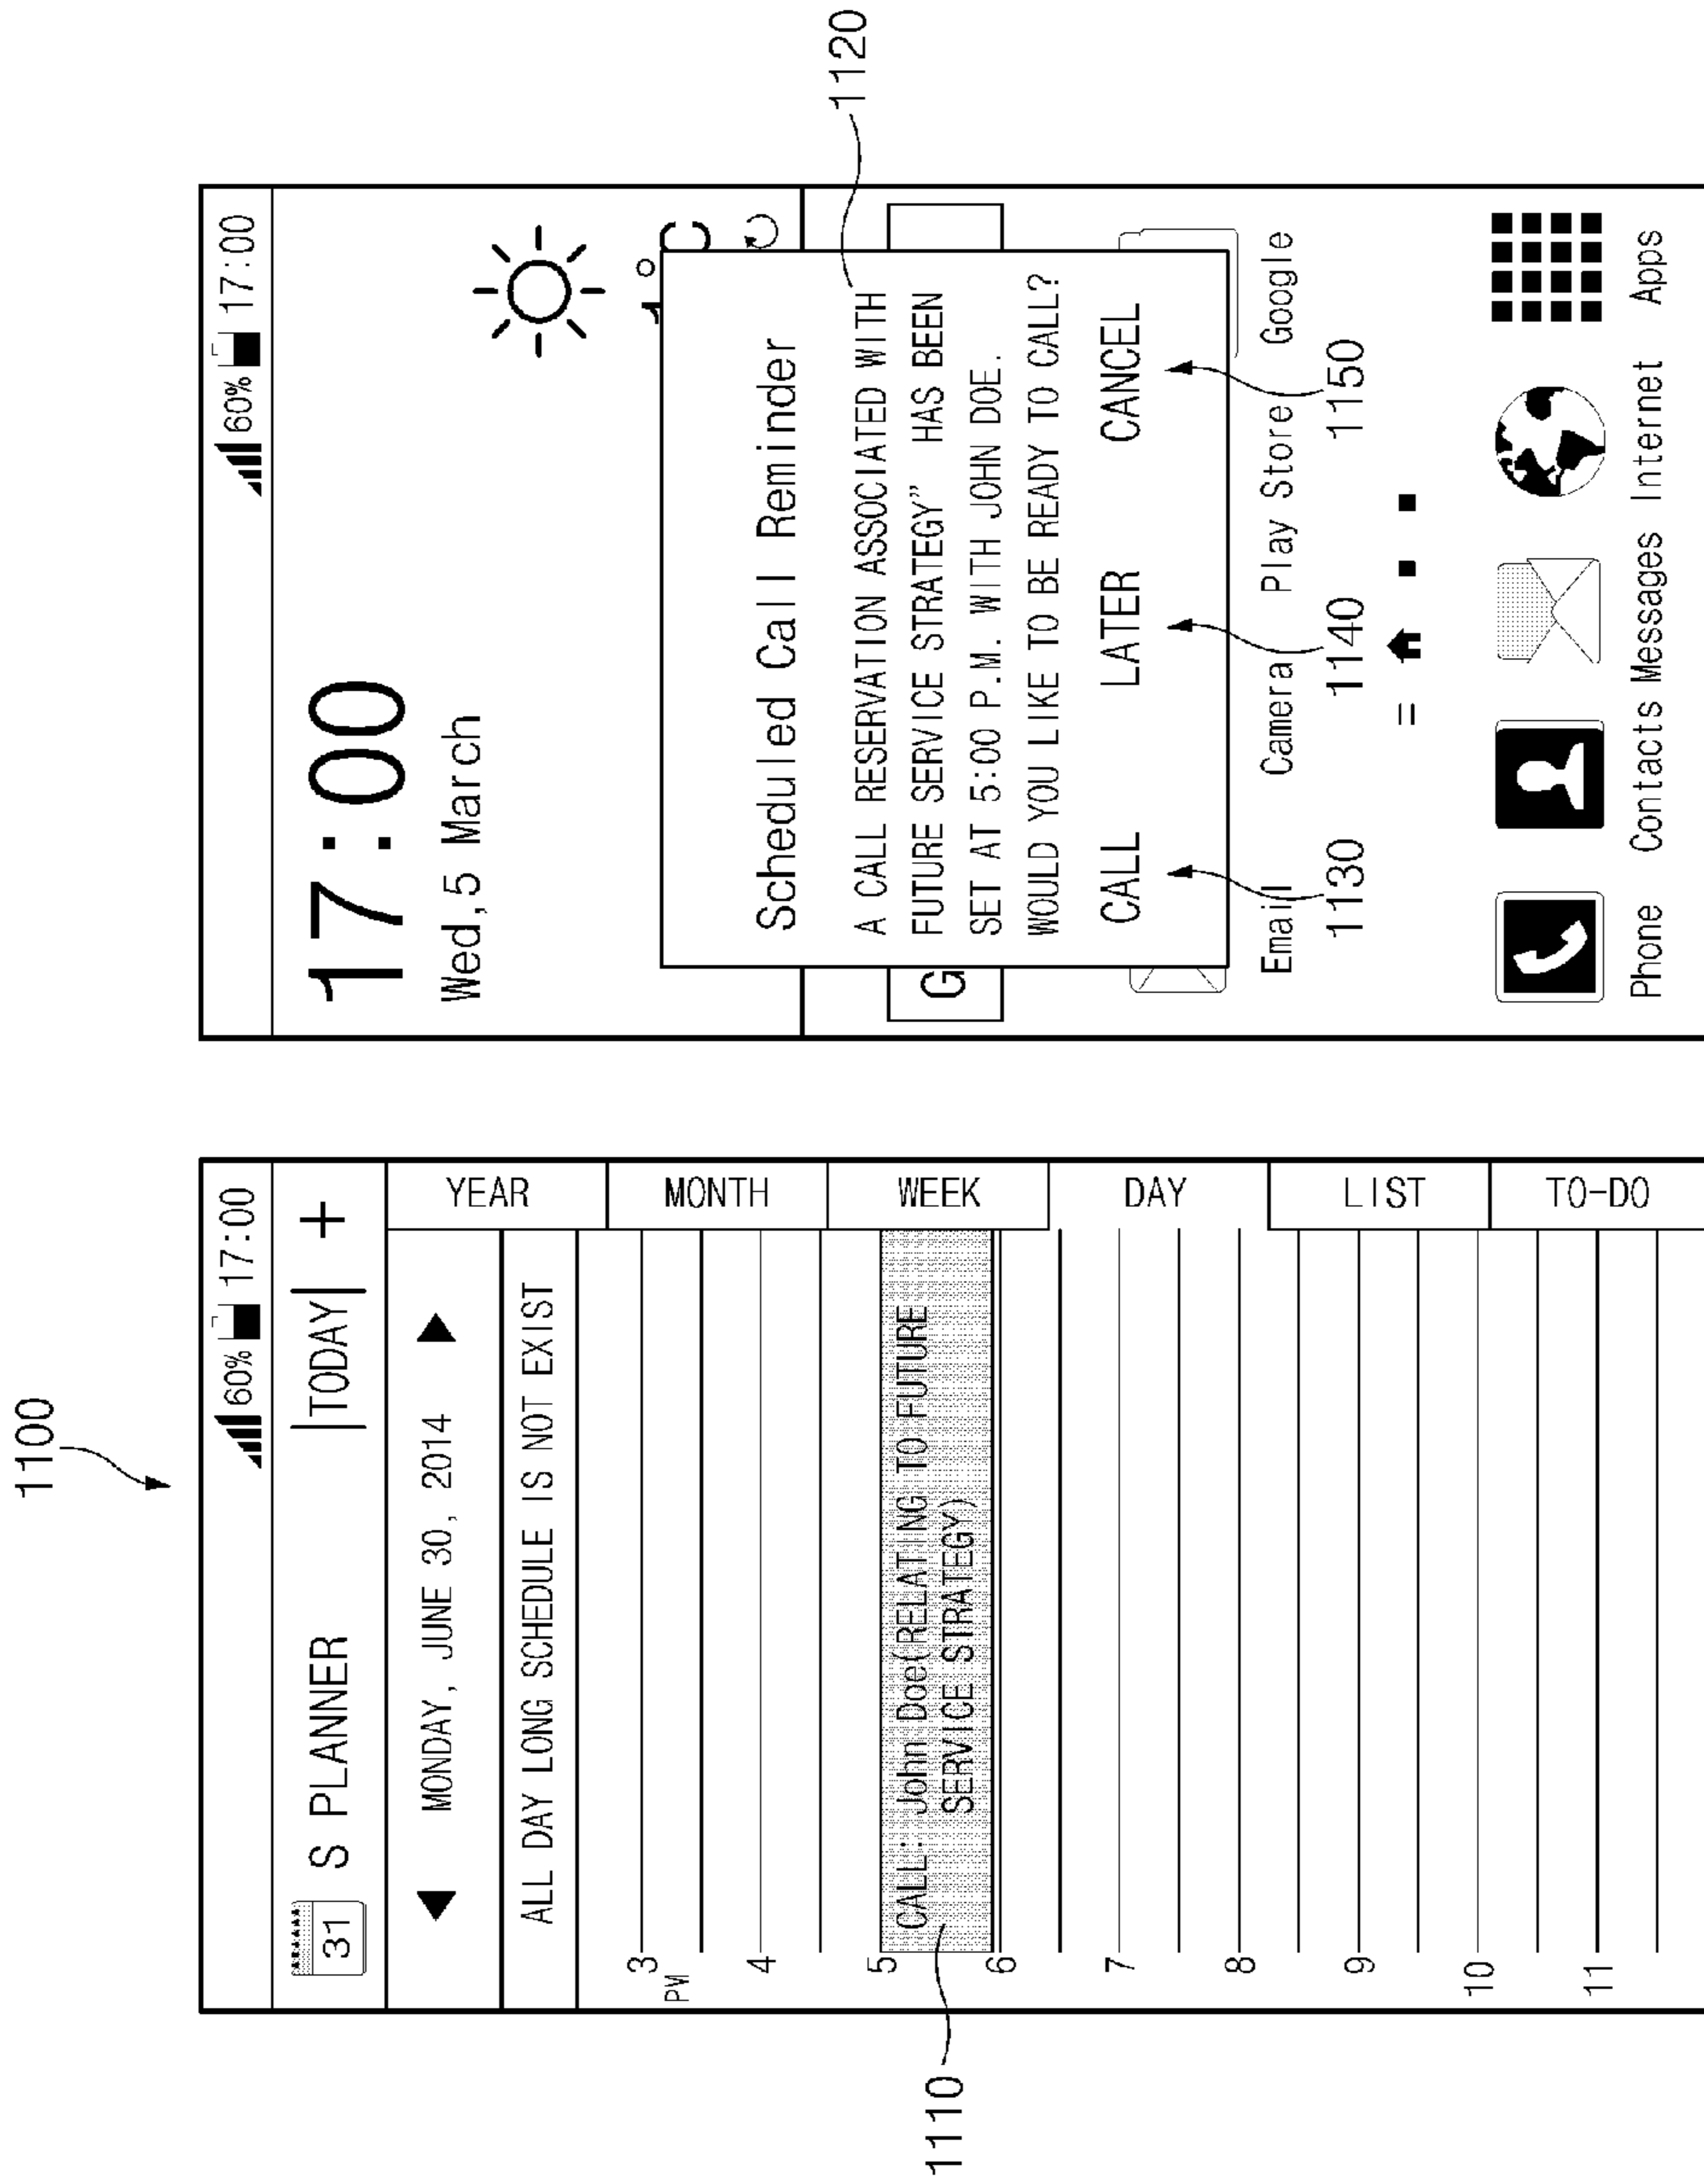 1100
60% 17:00
31 S PLANNER |TODAY| +
MONDAY, JUNE 30, 2014
ALL DAY LONG SCHEDULE IS NOT EXIST
YEAR
MONTH
WEEK
DAY
LIST
TO-DO
3
PM
4
5
6
7
8
9
10
11
CALL: John Doe(RELATING TO FUTURE
SERVICE STRATEGY)
1110
60% 17:00
17:00
Wed,5 March
C
G
Scheduled Call Reminder
A CALL RESERVATION ASSOCIATED WITH
FUTURE SERVICE STRATEGY” HAS BEEN
SET AT 5:00 P.M. WITH JOHN DOE.
WOULD YOU LIKE TO BE READY TO CALL?
CALL LATER CANCEL
1120
Email Camera Play Store Google
1130 1140 1150
Phone Contacts Messages Internet Apps